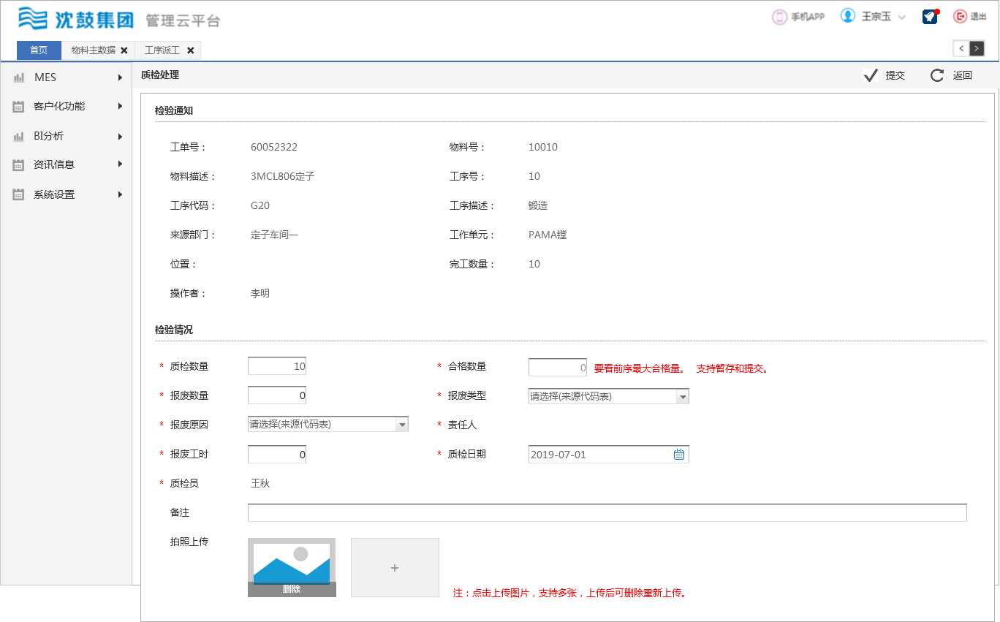 沈鼓集团 管理云平台 手机APP 王宗玉 退出
首页 物料主数据 工序派工
MES
客户化功能
BI分析
资讯信息
系统设置
质检处理 提交 返回
检验通知
工单号： 60052322 物料号： 10010
物料描述： 3MCL806定子 工序号： 10
工序代码： G20 工序描述： 锻造
来源部门： 定子车间一 工作单元： PAMA镗
位置： 完工数量： 10
操作者： 李明
检验情况
* 质检数量 10 * 合格数量 0 要看前序最大合格量。 支持暂存和提交。
* 报废数量 0 * 报废类型 请选择(来源代码表)
* 报废原因 请选择(来源代码表) * 责任人
* 报废工时 0 * 质检日期 2019-07-01
* 质检员 王秋
备注
拍照上传
+
删除
注：点击上传图片，支持多张，上传后可删除重新上传。